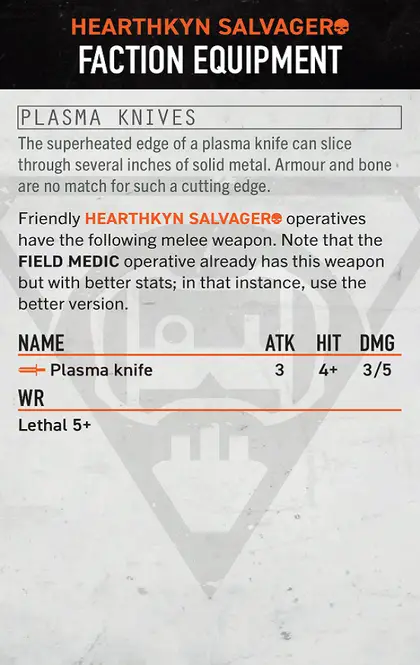 HEARTHKYN SALVAGER
FACTION EQUIPMENT
PLASMA KNIVES
The superheated edge of a plasma knife can slice
through several inches of solid metal. Armour and bone
are no match for such a cutting edge.
Friendly HEARTHKYN SALVAGER operatives
have the following melee weapon. Note that the
FIELD MEDIC operative already has this weapon
but with better stats; in that instance, use the
better version.
NAME ATK HIT DMG
Plasma knife 3 4+ 3/5
WR
Lethal 5+